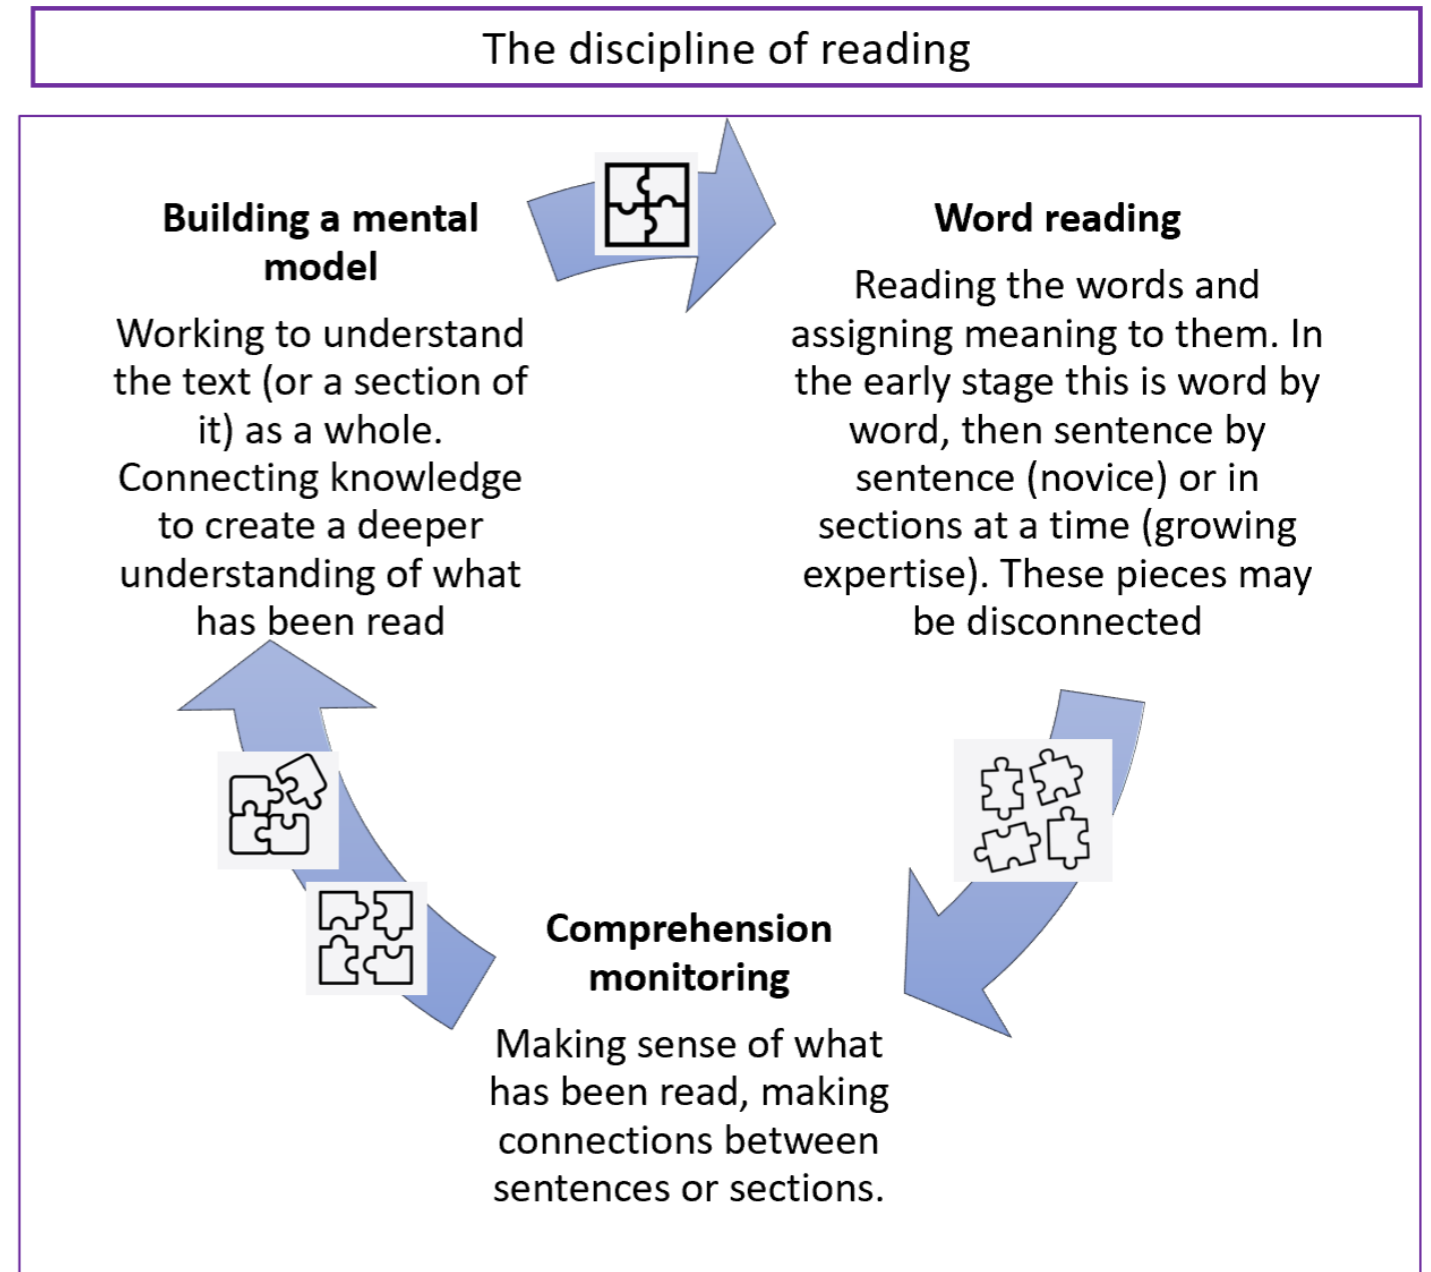 The discipline of reading
Building a mental
model
Working to understand
the text (or a section of
it) as a whole.
Connecting knowledge
to create a deeper
understanding of what
has been read
Word reading
Reading the words and
assigning meaning to them. In
the early stage this is word by
word, then sentence by
sentence (novice) or in
sections at a time (growing
expertise). These pieces may
be disconnected
Comprehension
monitoring
Making sense of what
has been read, making
connections between
sentences or sections.